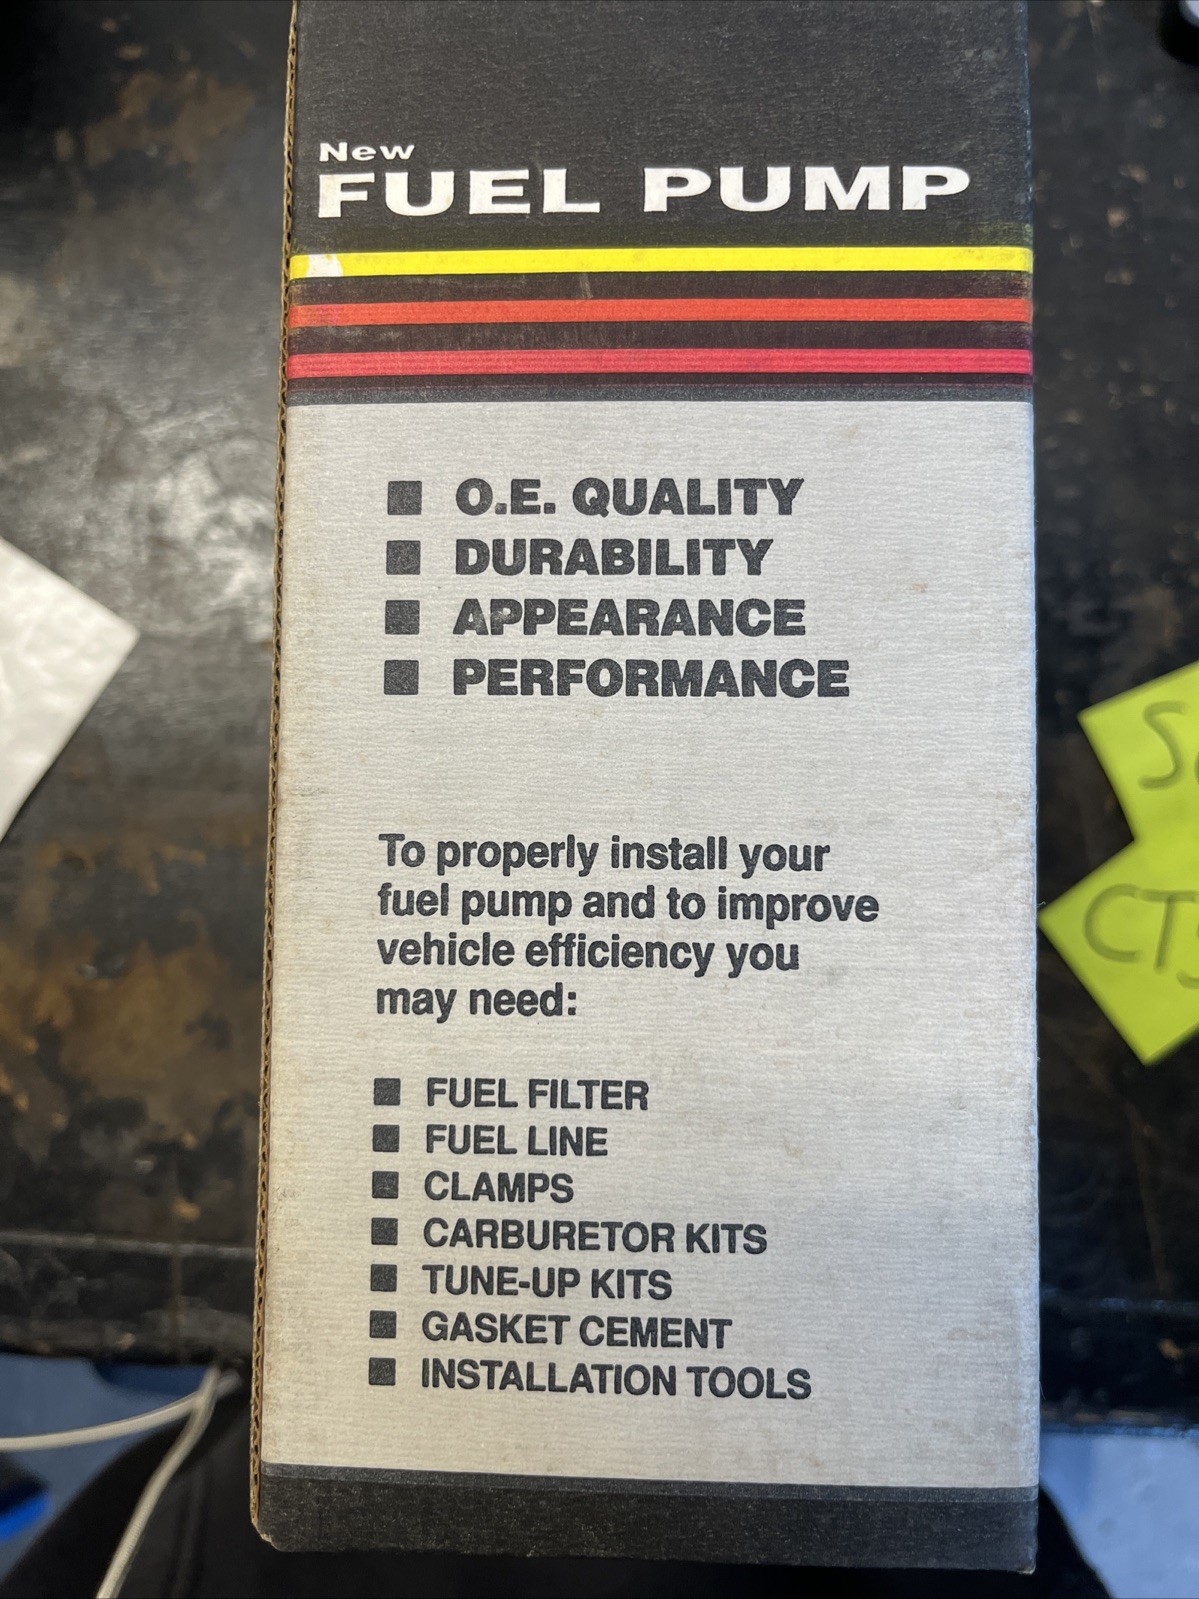 New
FUEL PUMP
■ O.E. QUALITY
■ DURABILITY
■ APPEARANCE
■ PERFORMANCE
To properly install your
fuel pump and to improve
vehicle efficiency you
may need:
■ FUEL FILTER
■ FUEL LINE
■ CLAMPS
■ CARBURETOR KITS
■ TUNE-UP KITS
■ GASKET CEMENT
■ INSTALLATION TOOLS